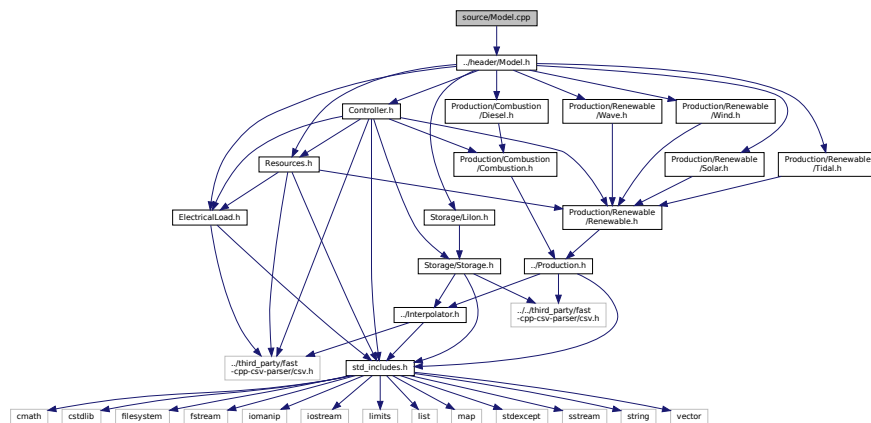 source/Model.cpp
../header/Model.h
Controller.h
Production/Combustion
/Diesel.h
Production/Renewable
/Wave.h
Production/Renewable
/Wind.h
Resources.h
Production/Combustion
/Combustion.h
Production/Renewable
/Solar.h
Production/Renewable
/Tidal.h
ElectricalLoad.h
Storage/LiIon.h
Production/Renewable
/Renewable.h
Storage/Storage.h
../Production.h
../Interpolator.h
../../third_party/fast
-cpp-csv-parser/csv.h
../third_party/fast
-cpp-csv-parser/csv.h
std_includes.h
cmath
cstdlib
filesystem
fstream
iomanip
iostream
limits
list
map
stdexcept
sstream
string
vector